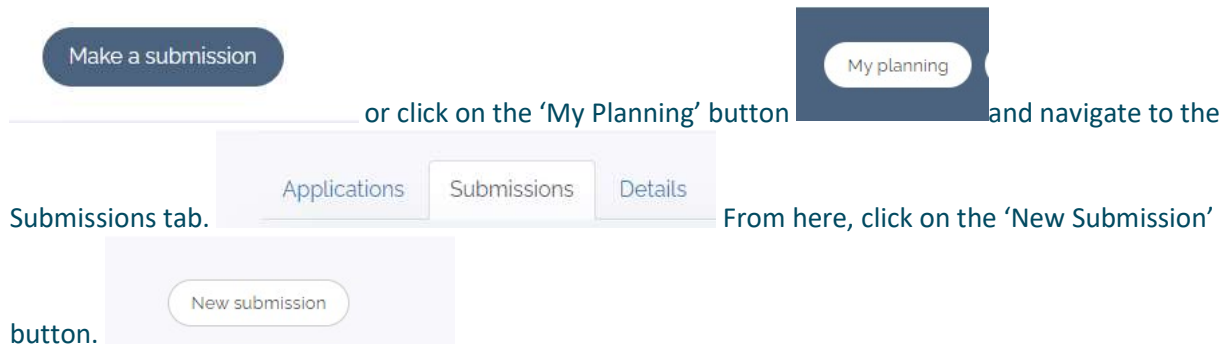 Make a submission
My planning
or click on the ‘My Planning’ button and navigate to the
Applications Submissions Details
Submissions tab. From here, click on the ‘New Submission’
New submission
button.